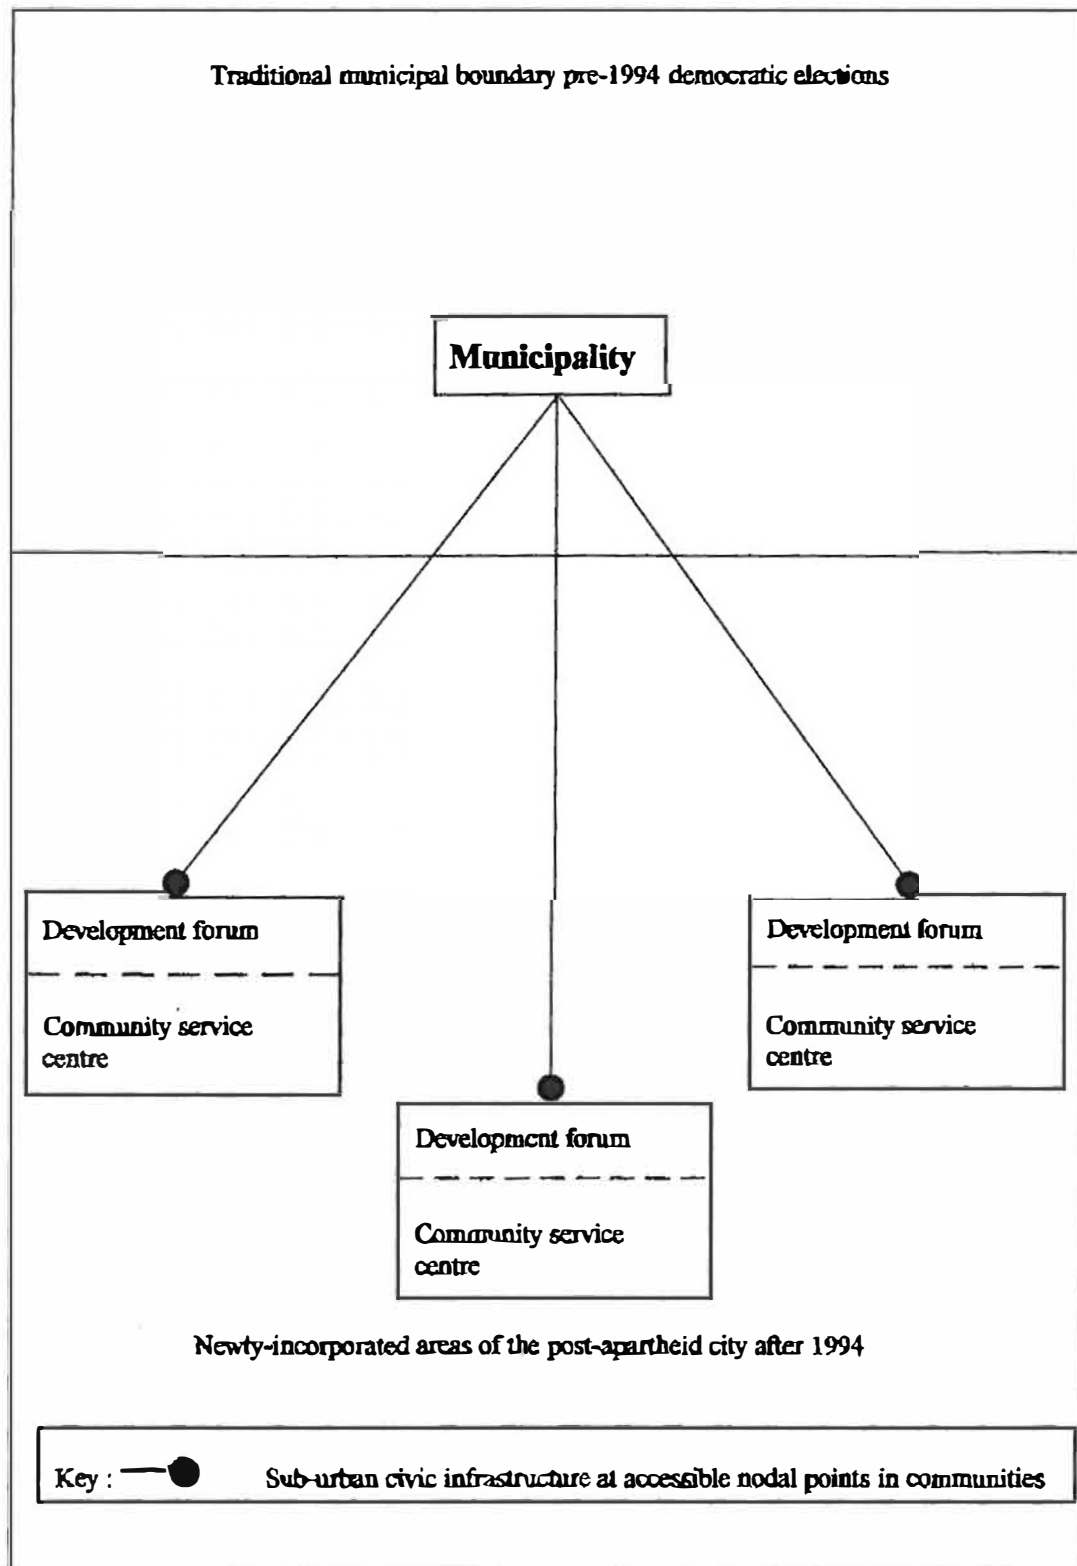 Traditional municipal boundary pre-1994 democratic elections
Municipality
Development forum
Community service
centre
Development forum
Community service
centre
Development forum
Community service
centre
Newly-incorporated areas of the post-apartheid city after 1994
Key :
Sub-urban civic infrastructure at accessible nodal points in communities